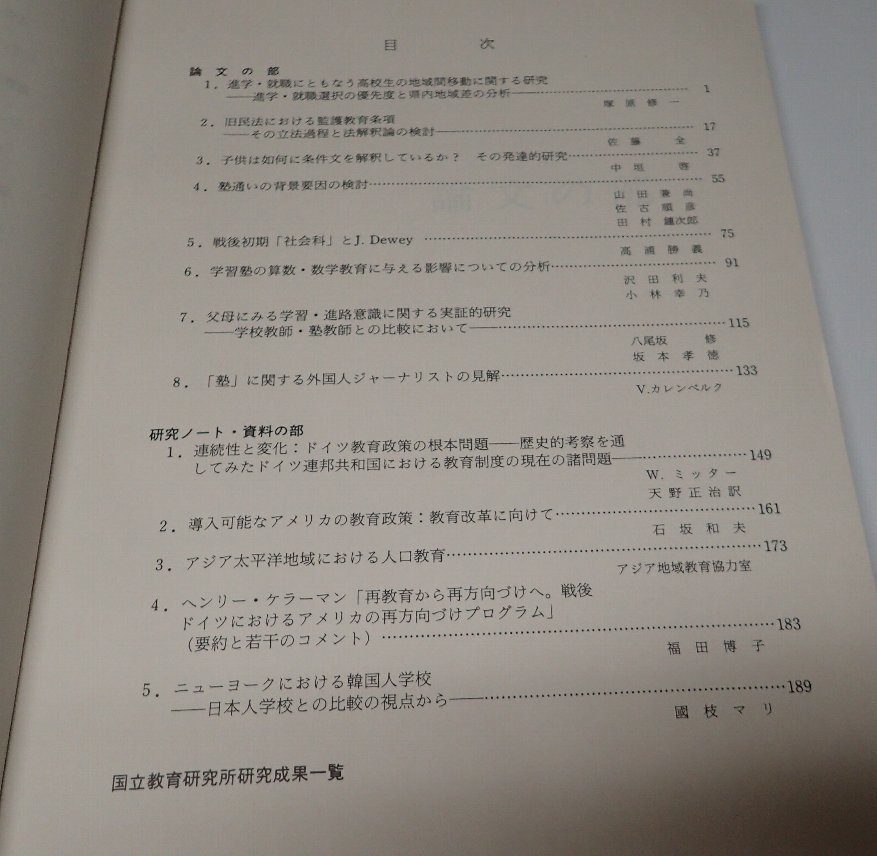 目　次
論文の部
1．進学・就職にともなう高校生の地域間移動に関する研究
——進学・就職選択の優先度と県内地域差の分析——……………1
塚原修一
2．旧民法における監護教育条項
——その立法過程と法解釈論の検討——……………17
佐藤　全
3．子供は如何に条件文を解釈しているか？　その発達的研究……………37
中垣　啓
4．塾通いの背景要因の検討……………55
山田兼尚
佐古順彦
田村鍾次郎
5．戦後初期「社会科」とJ. Dewey ……………75
高浦勝義
6．学習塾の算数・数学教育に与える影響についての分析……………91
沢田利夫
小林幸乃
7．父母にみる学習・進路意識に関する実証的研究
——学校教師・塾教師との比較において——……………115
八尾坂　修
坂本孝徳
8．「塾」に関する外国人ジャーナリストの見解……………133
V.カレンベルク
研究ノート・資料の部
1．連続性と変化：ドイツ教育政策の根本問題——歴史的考察を通
してみたドイツ連邦共和国における教育制度の現在の諸問題——……………149
W．ミッター
天野正治訳
2．導入可能なアメリカの教育政策：教育改革に向けて……………161
石坂和夫
3．アジア太平洋地域における人口教育……………173
アジア地域教育協力室
4．ヘンリー・ケラーマン「再教育から再方向づけへ。戦後
ドイツにおけるアメリカの再方向づけプログラム」
（要約と若干のコメント）……………183
福田博子
5．ニューヨークにおける韓国人学校
——日本人学校との比較の視点から——……………189
國枝マリ
国立教育研究所研究成果一覧